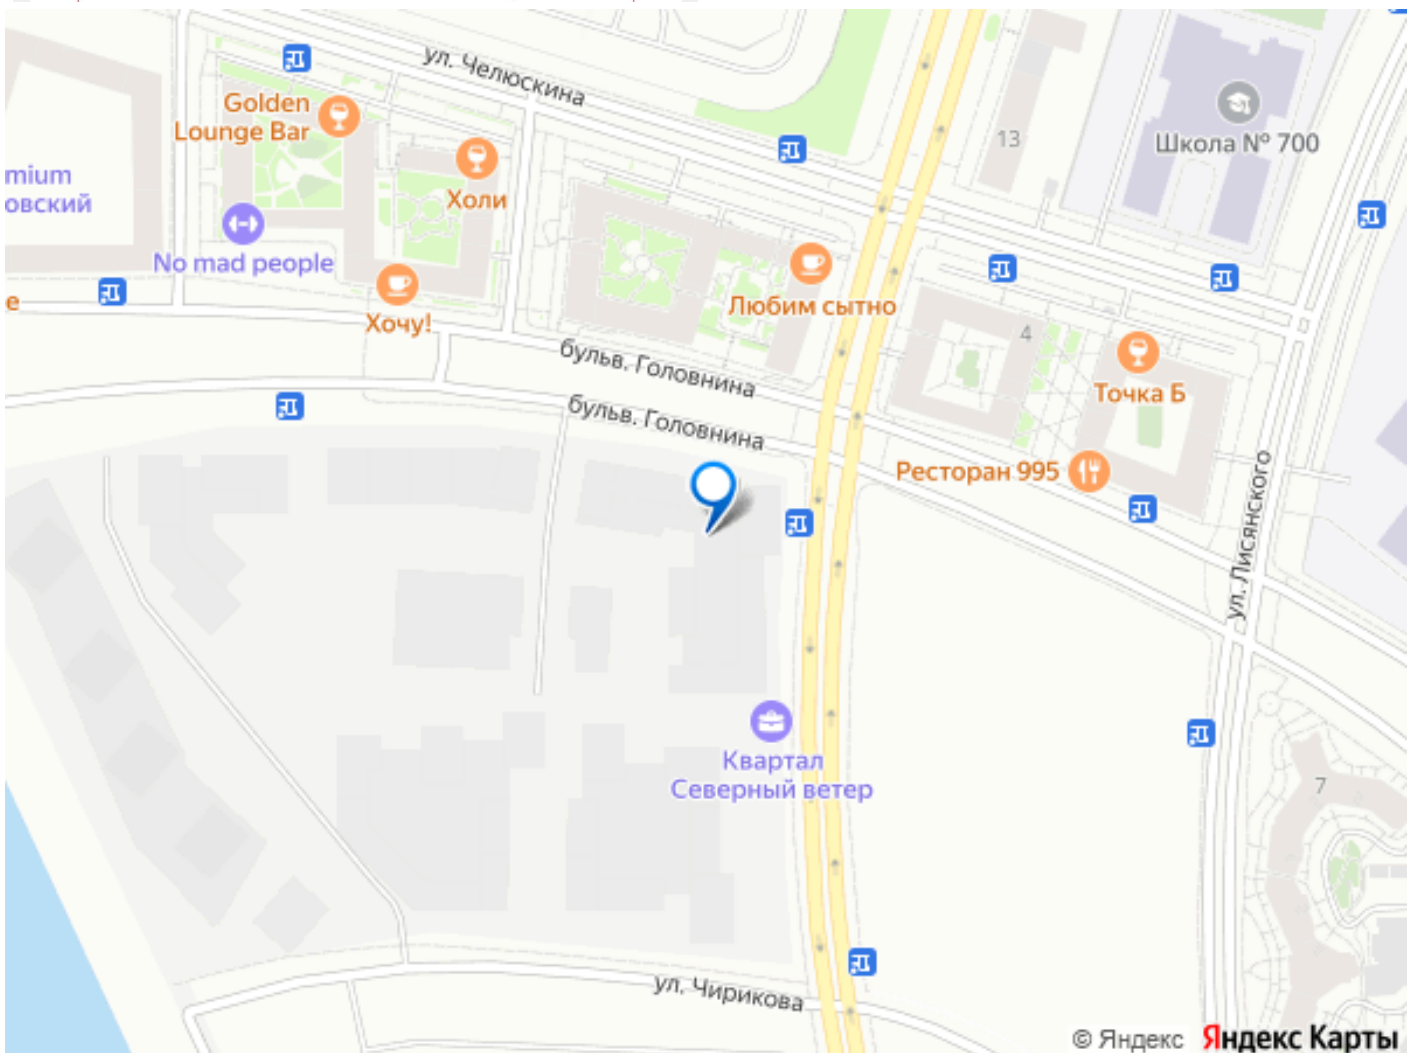 ул. Челюскина
Golden
Lounge Bar
Холи
13
Школа № 700
mium
овский
No mad people
Хочу!
е
Любим сытно
4
Точка Б
бульв. Головнина
бульв. Головнина
Ресторан 995
ул. Лисянского
Квартал
Северный ветер
7
ул. Чирикова
© Яндекс Яндекс Карты